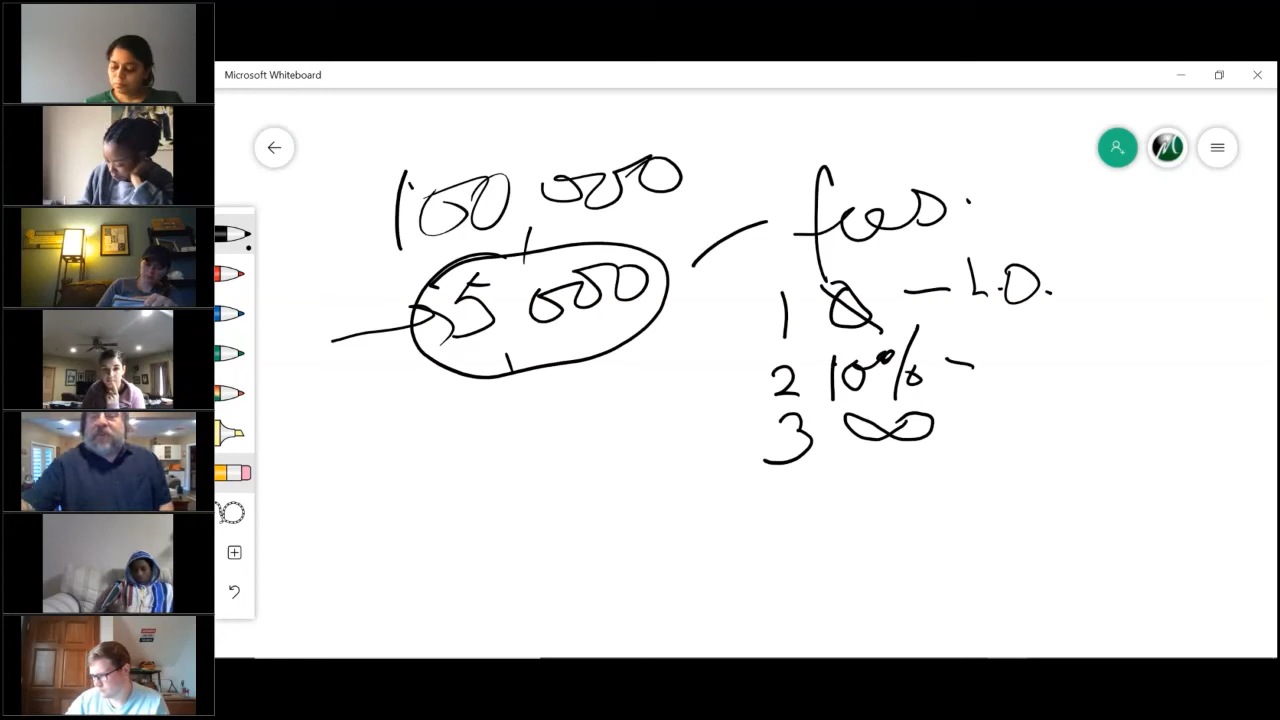 Microsoft Whiteboard
100 000
5 000
fees.
1 0 — L.O.
2 10% -
3 ∞